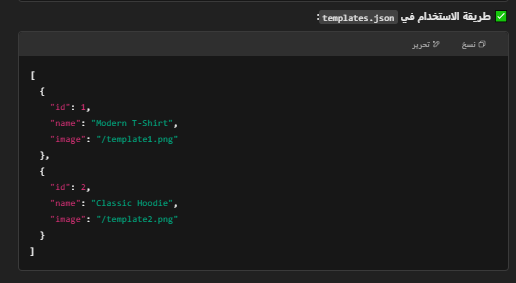 ✅ طريقة الاستخدام في templates.json:
نسخ تحرير
[
  {
    "id": 1,
    "name": "Modern T-Shirt",
    "image": "/template1.png"
  },
  {
    "id": 2,
    "name": "Classic Hoodie",
    "image": "/template2.png"
  }
]